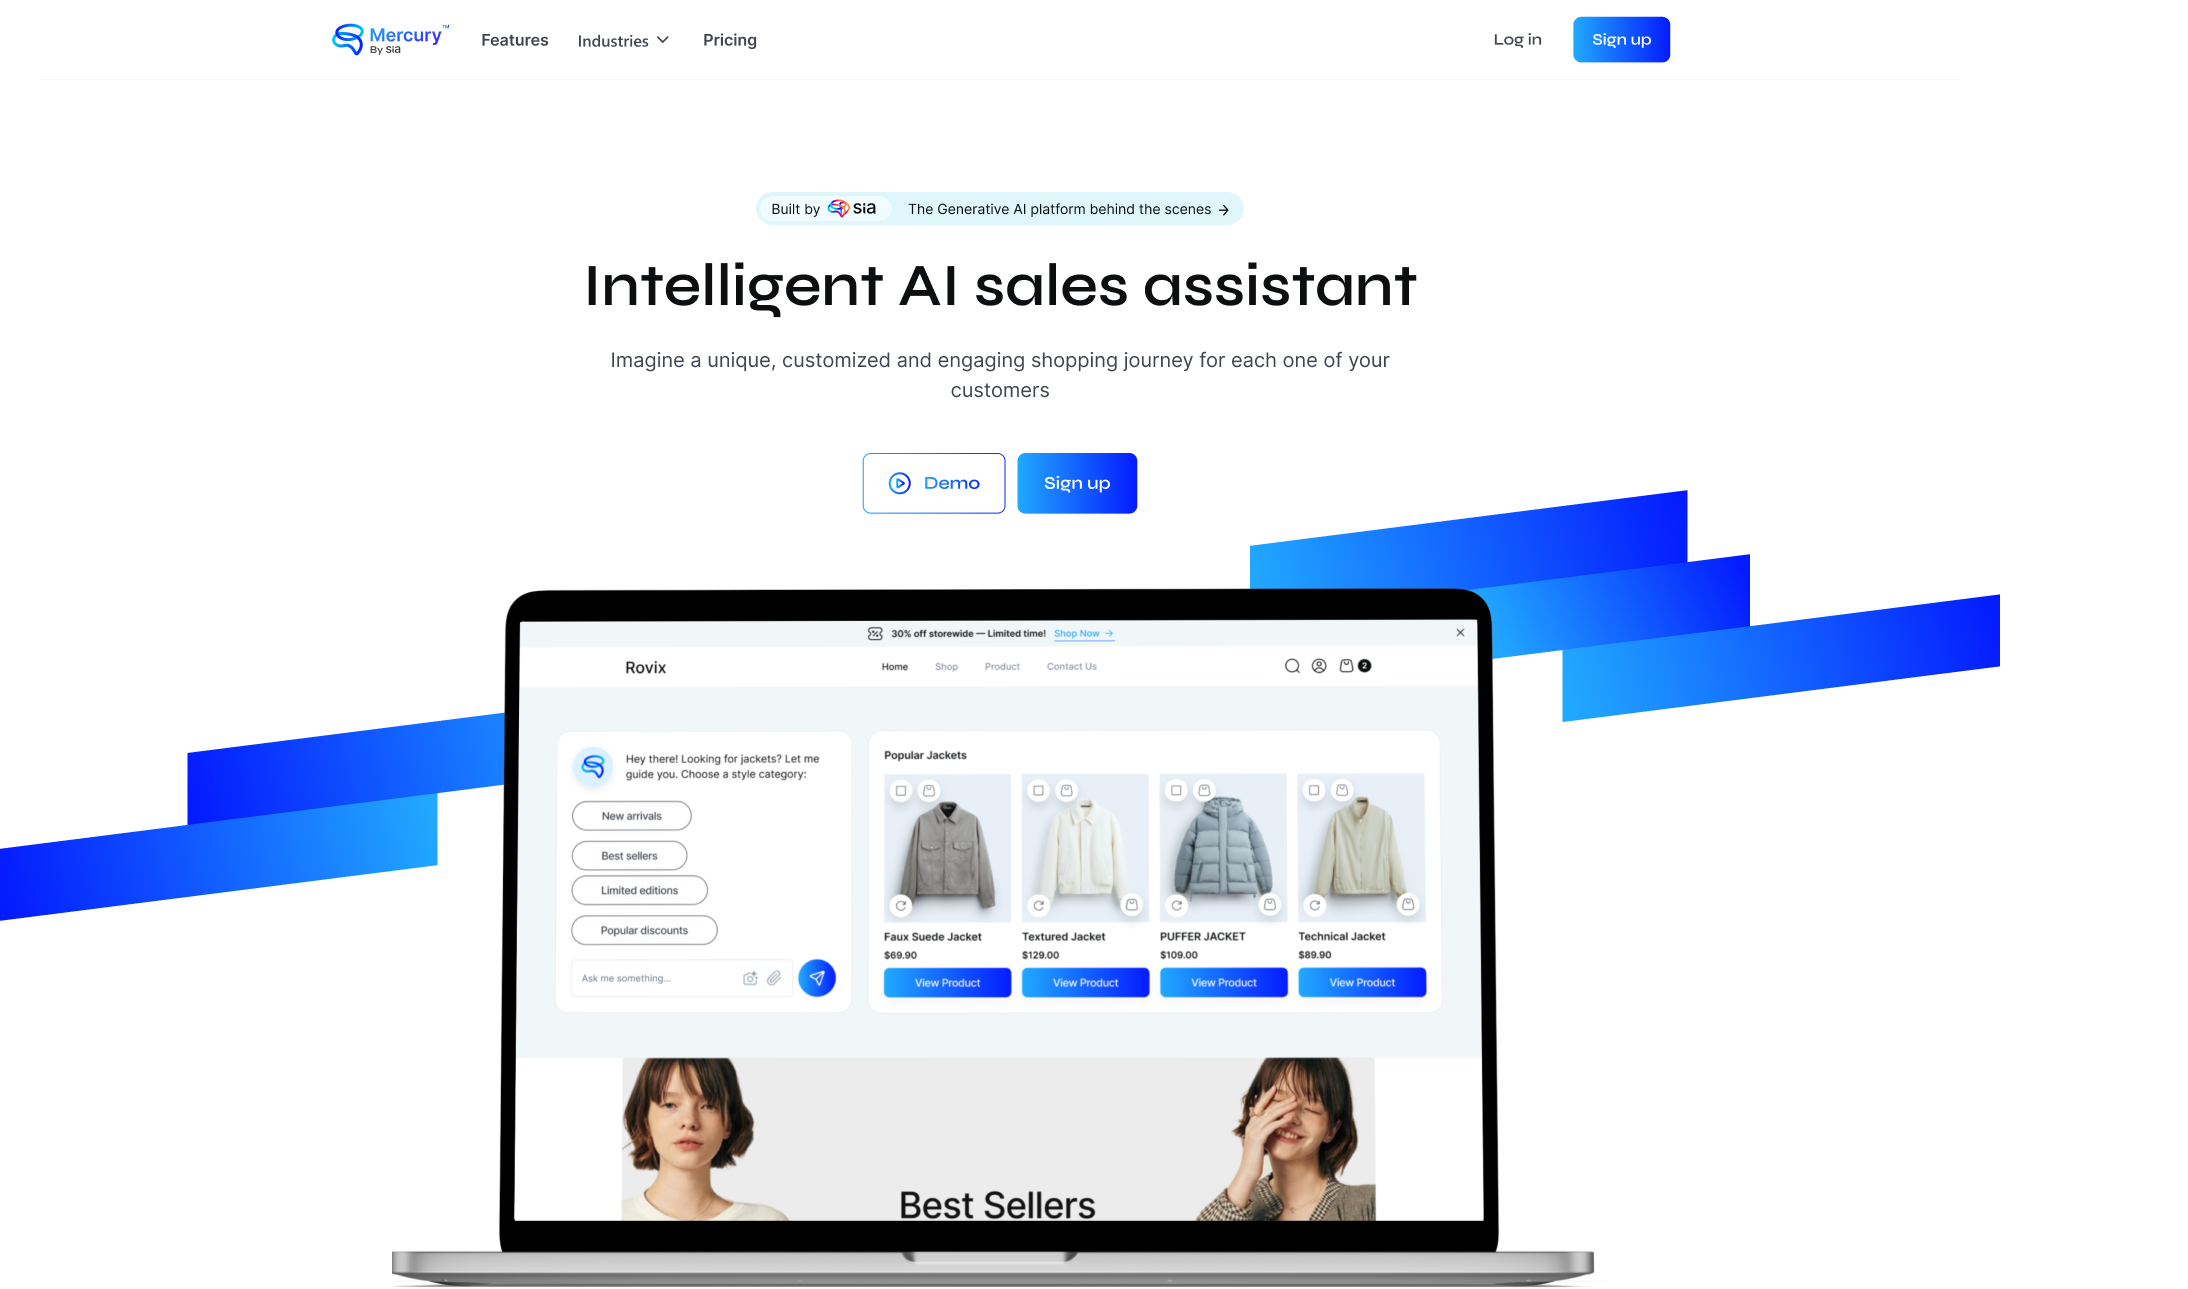 Mercury™
By sia
Features
Industries
Pricing
Log in
Sign up
Built by sia
The Generative AI platform behind the scenes →
Intelligent AI sales assistant
Imagine a unique, customized and engaging shopping journey for each one of your
customers
Demo
Sign up
30% off storewide — Limited time! Shop Now →
Rovix
Home
Shop
Product
Contact Us
2
Hey there! Looking for jackets? Let me
guide you. Choose a style category:
New arrivals
Best sellers
Limited editions
Popular discounts
Ask me something...
Popular Jackets
Faux Suede Jacket
$69.90
View Product
Textured Jacket
$129.00
View Product
PUFFER JACKET
$109.00
View Product
Technical Jacket
$89.90
View Product
Best Sellers